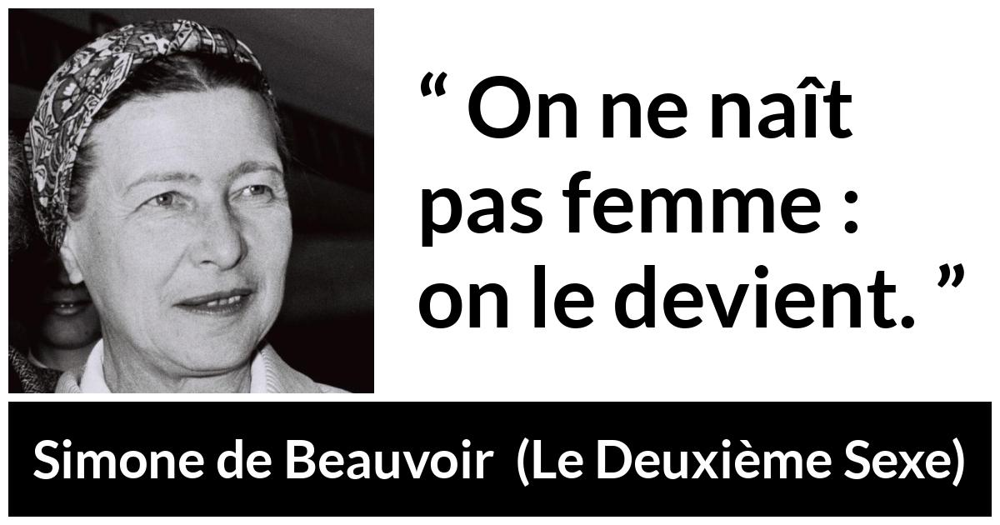 “ On ne naît
pas femme :
on le devient. ”
Simone de Beauvoir (Le Deuxième Sexe)